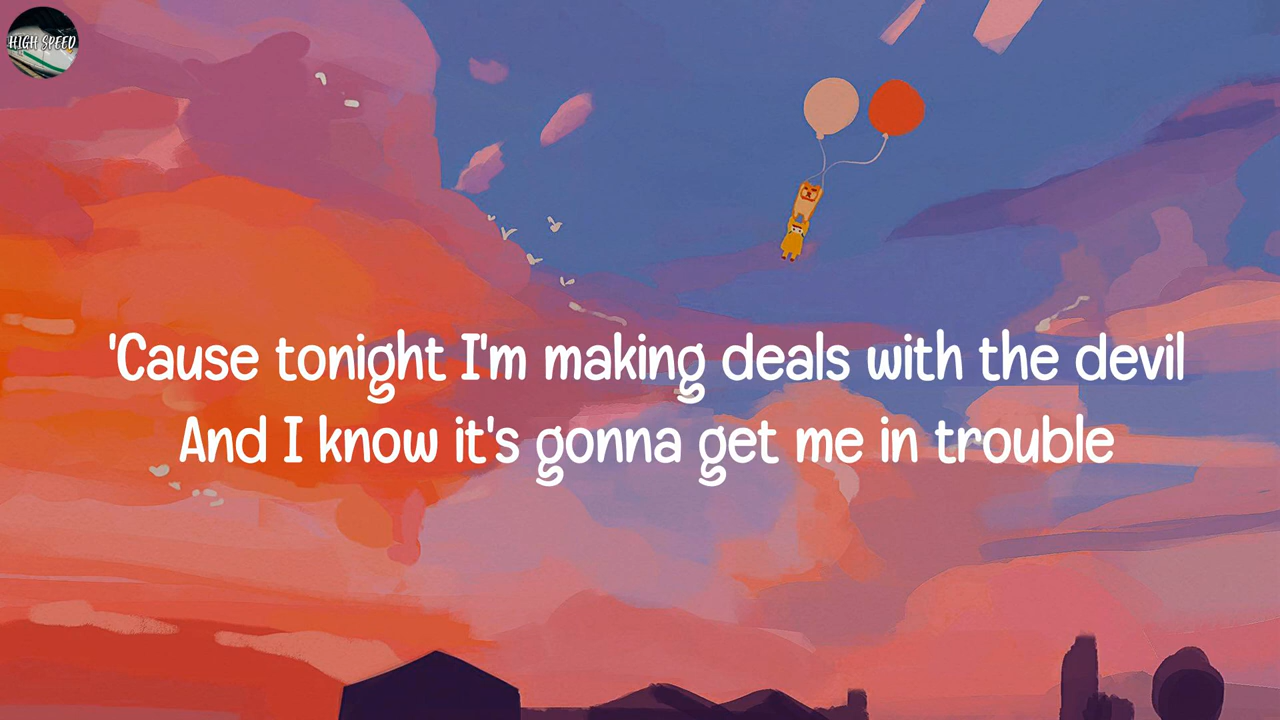 HIGH SPEED
'Cause tonight I'm making deals with the devil
And I know it's gonna get me in trouble